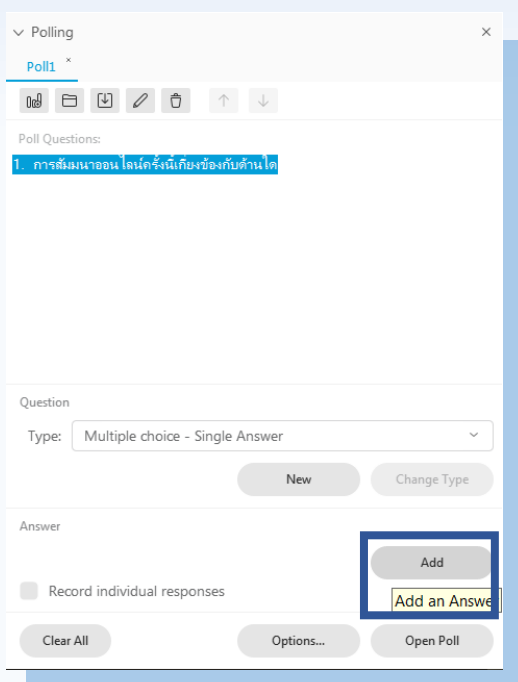 Polling
Poll1
Poll Questions:
1. การสัมมนาออนไลน์ครั้งนี้เกี่ยงข้องกับด้านใด
Question
Type: Multiple choice - Single Answer
New Change Type
Answer
Add
Record individual responses
Add an Answe
Clear All Options... Open Poll